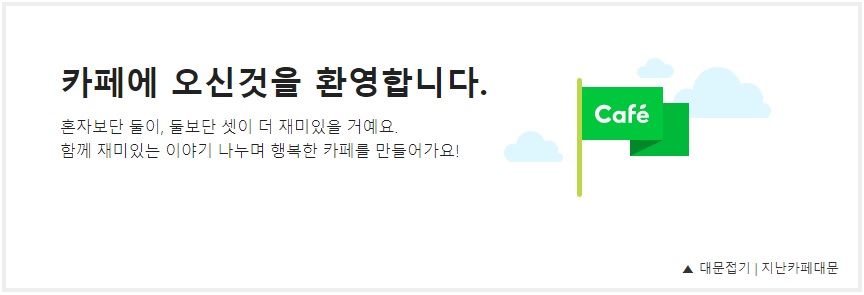 카페에 오신것을 환영합니다.
혼자보단 둘이, 둘보단 셋이 더 재미있을 거예요.
함께 재미있는 이야기 나누며 행복한 카페를 만들어가요!
Café
▲ 대문접기 | 지난카페대문